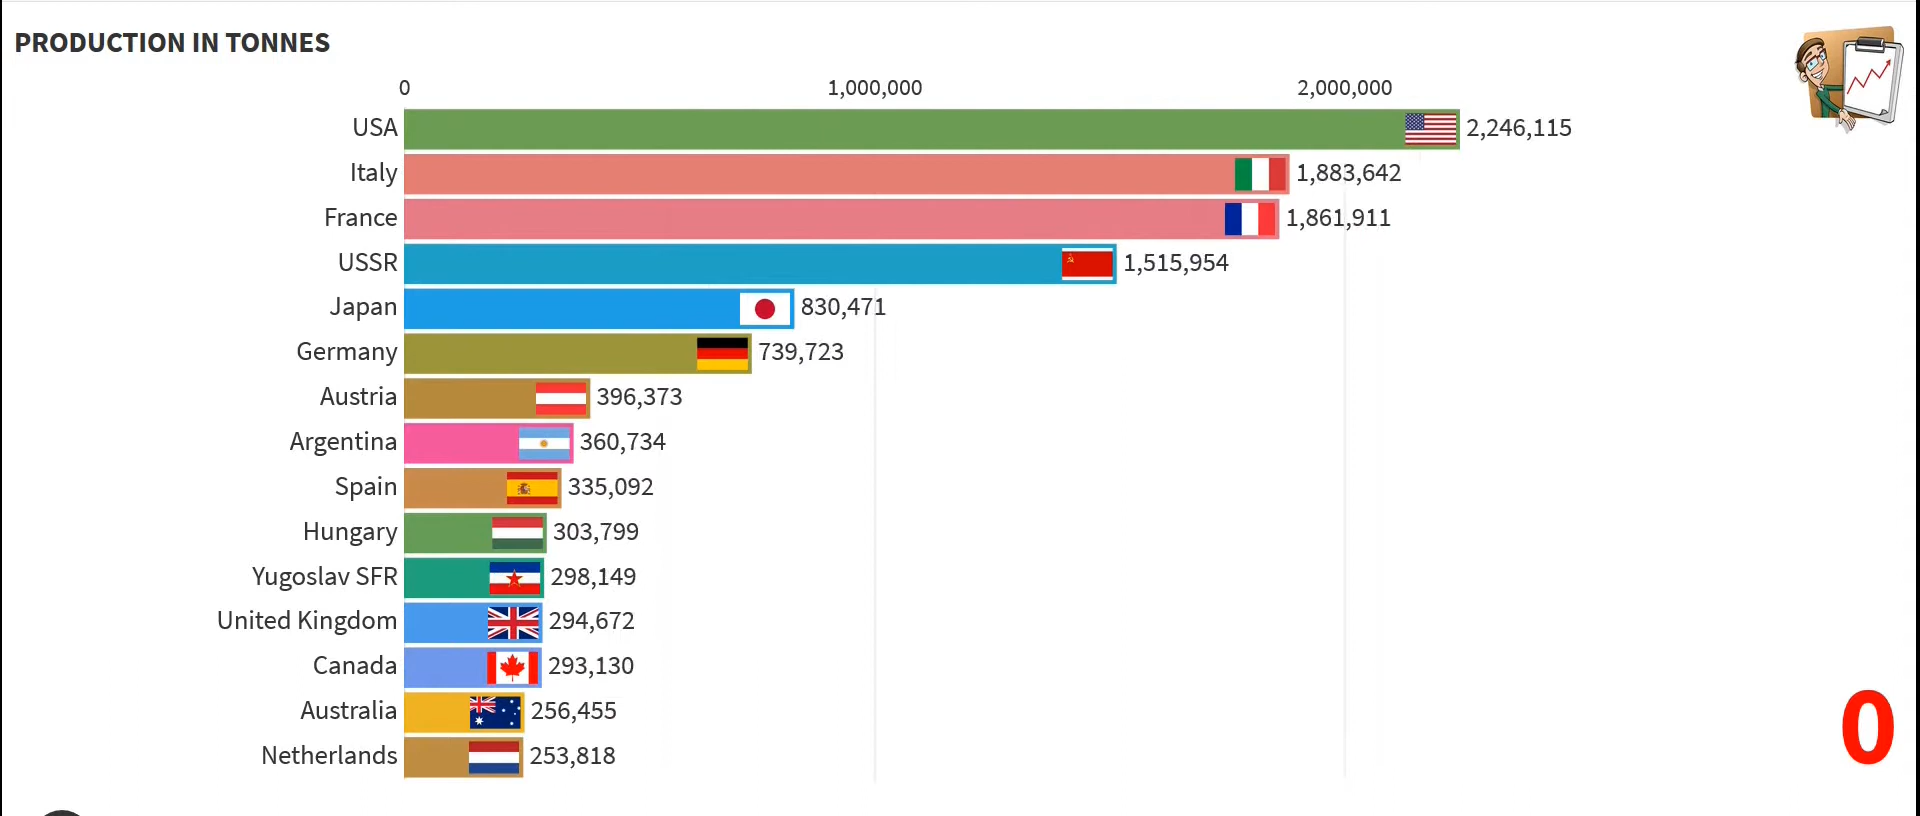 PRODUCTION IN TONNES
0 1,000,000 2,000,000
USA 2,246,115
Italy 1,883,642
France 1,861,911
USSR 1,515,954
Japan 830,471
Germany 739,723
Austria 396,373
Argentina 360,734
Spain 335,092
Hungary 303,799
Yugoslav SFR 298,149
United Kingdom 294,672
Canada 293,130
Australia 256,455
Netherlands 253,818
0